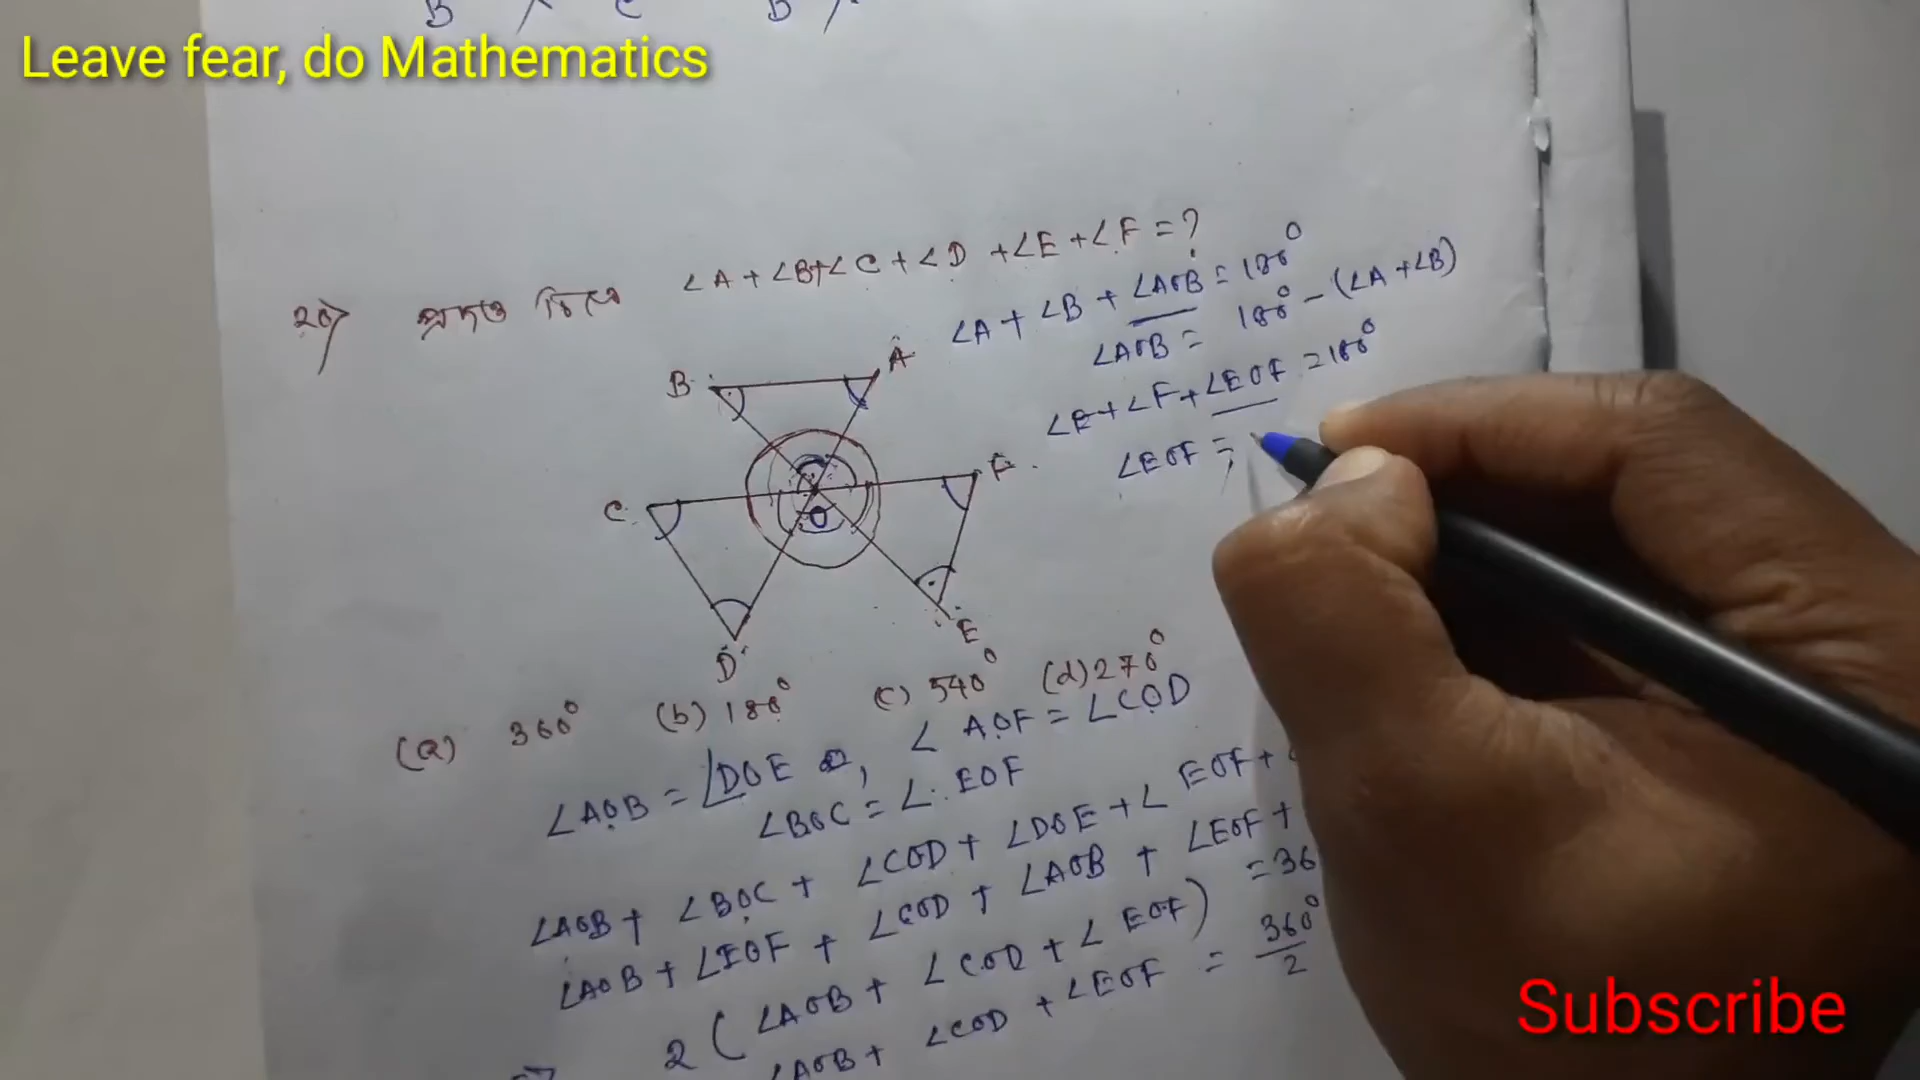 B C D
Leave fear, do Mathematics
২০) প্রদত্ত চিত্রে ∠A+∠B+∠C+∠D+∠E+∠F=?
∠A+∠B+∠AOB=180°
∠AOB=180°-(∠A+∠B)
∠E+∠F+∠EOF=180°
∠EOF=
B A
C F
O
D E
(a) 360° (b) 180° (c) 540° (d) 270°
∠AOB=∠DOE, ∠AOF=∠COD
∠BOC=∠EOF
∠AOB+∠BOC+∠COD+∠DOE+∠EOF+
∠AOB+∠EOF+∠COD+∠AOB+∠EOF+
2(∠AOB+∠COD+∠EOF)=36
∠AOB+∠COD+∠EOF=360°/2
Subscribe